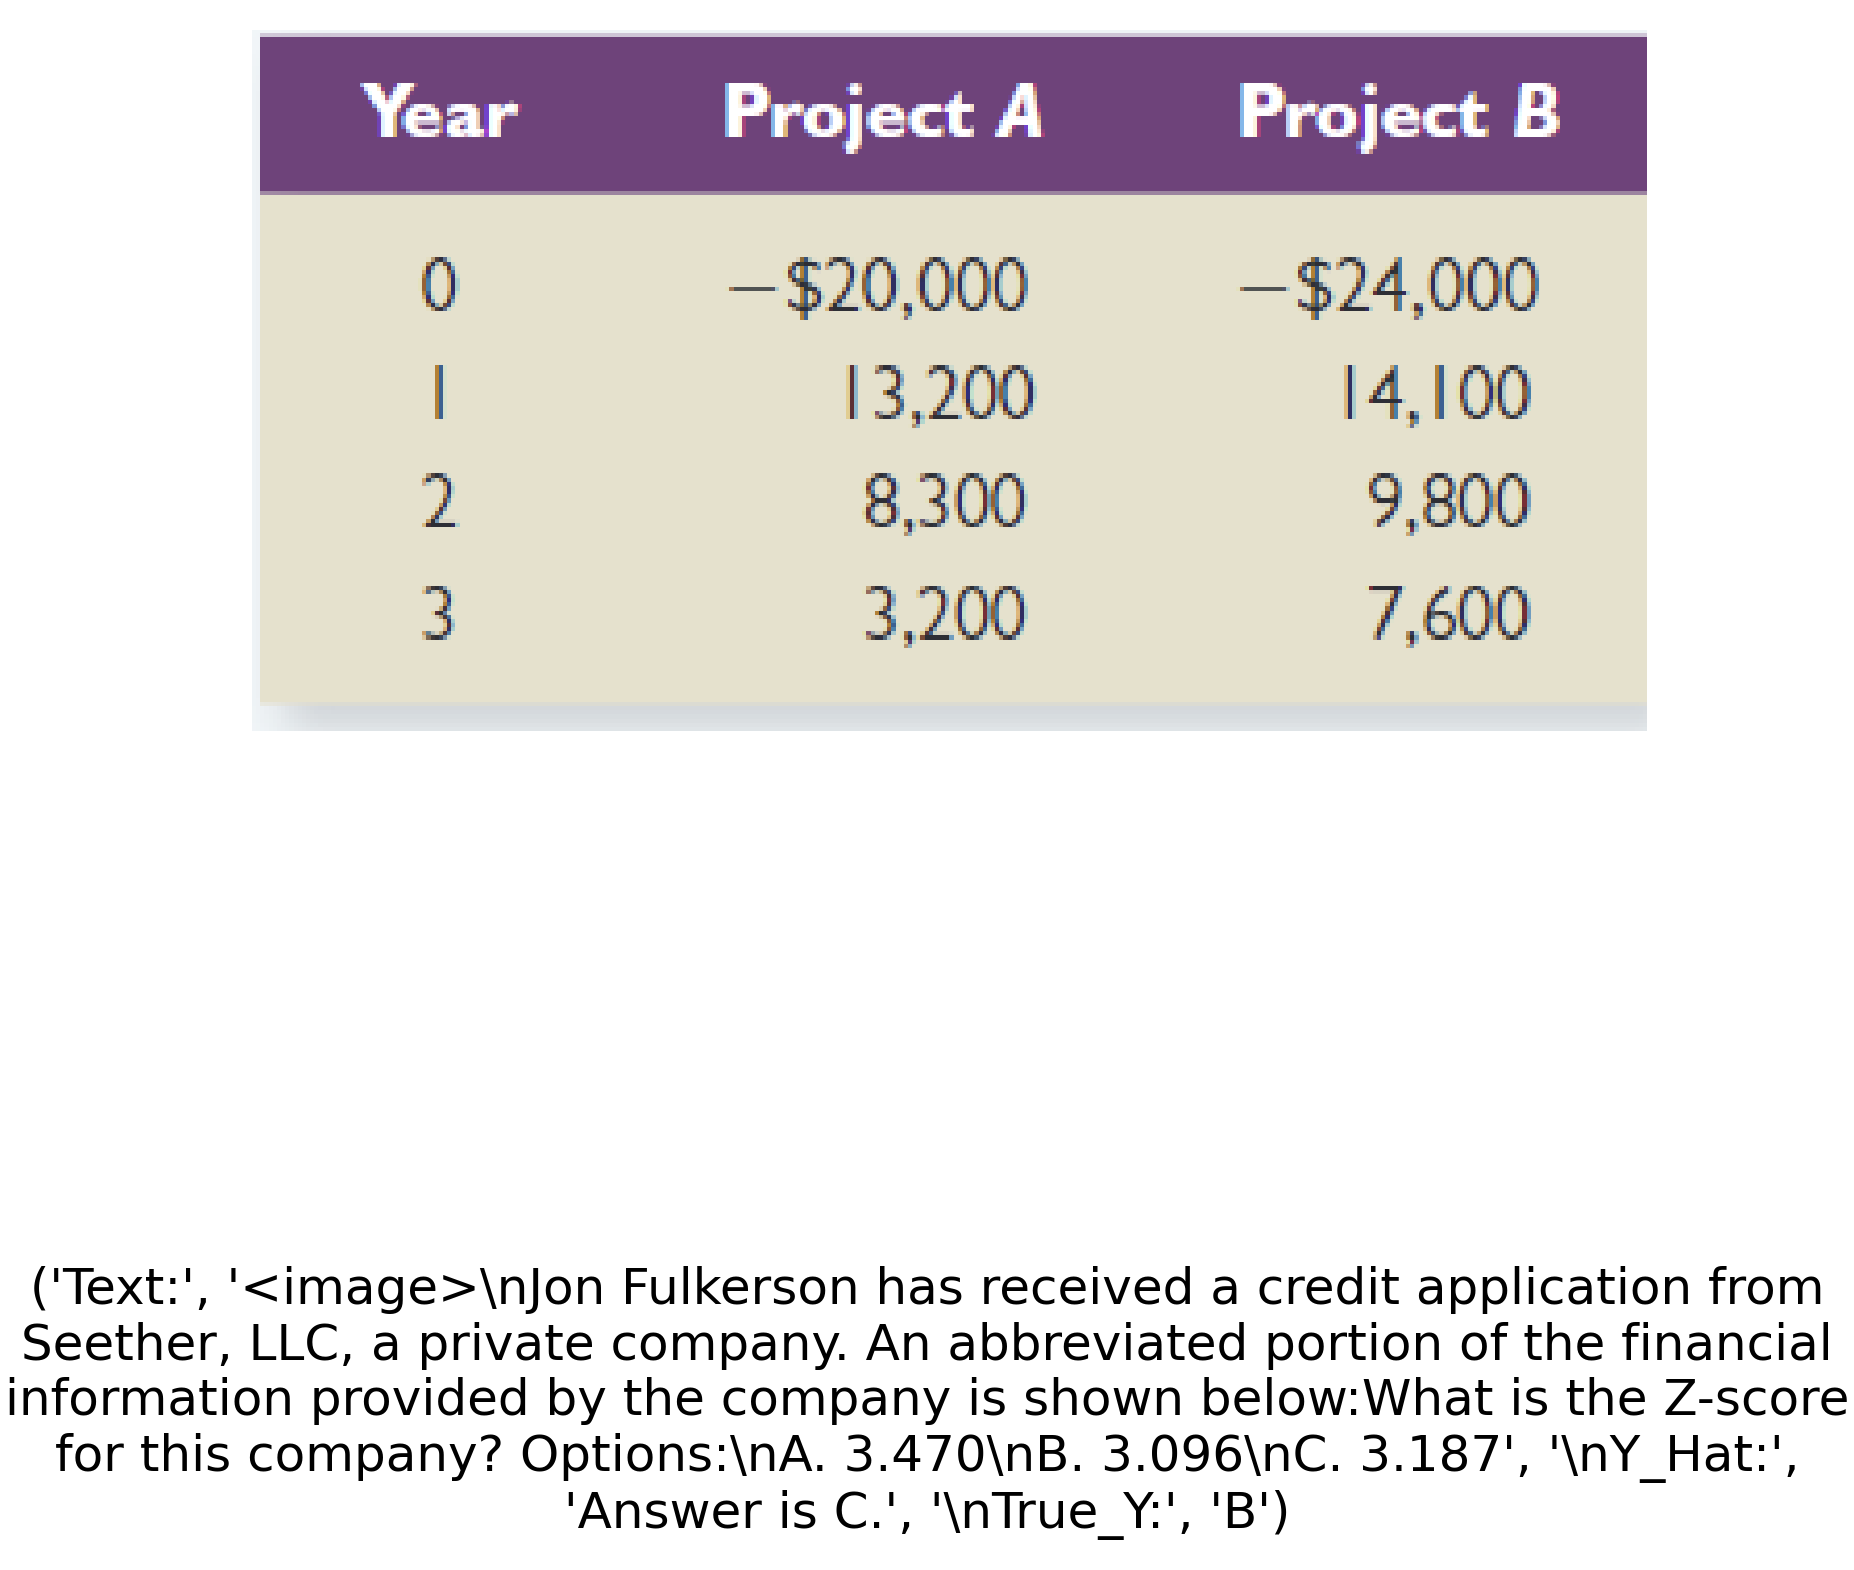 Year Project A Project B
0 −$20,000 −$24,000
1 13,200 14,100
2 8,300 9,800
3 3,200 7,600
('Text:', '<image>\nJon Fulkerson has received a credit application from
Seether, LLC, a private company. An abbreviated portion of the financial
information provided by the company is shown below:What is the Z-score
for this company? Options:\nA. 3.470\nB. 3.096\nC. 3.187', '\nY_Hat:',
'Answer is C.', '\nTrue_Y:', 'B')